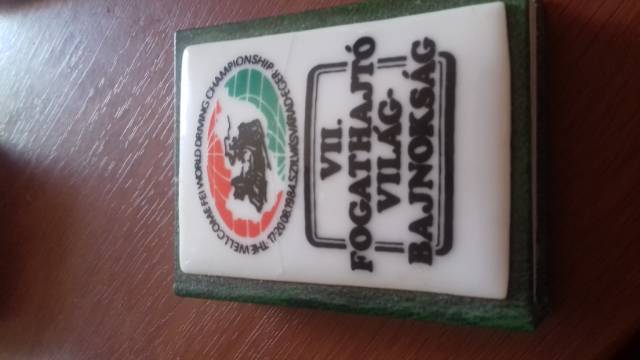 THE WELLCOME FEI WORLD DRIVING CHAMPIONSHIP
17-20.08.1984.SZILVÁSVÁRAD-EGER
VII.
FOGATHAJTÓ
VILÁG-
BAJNOKSÁG